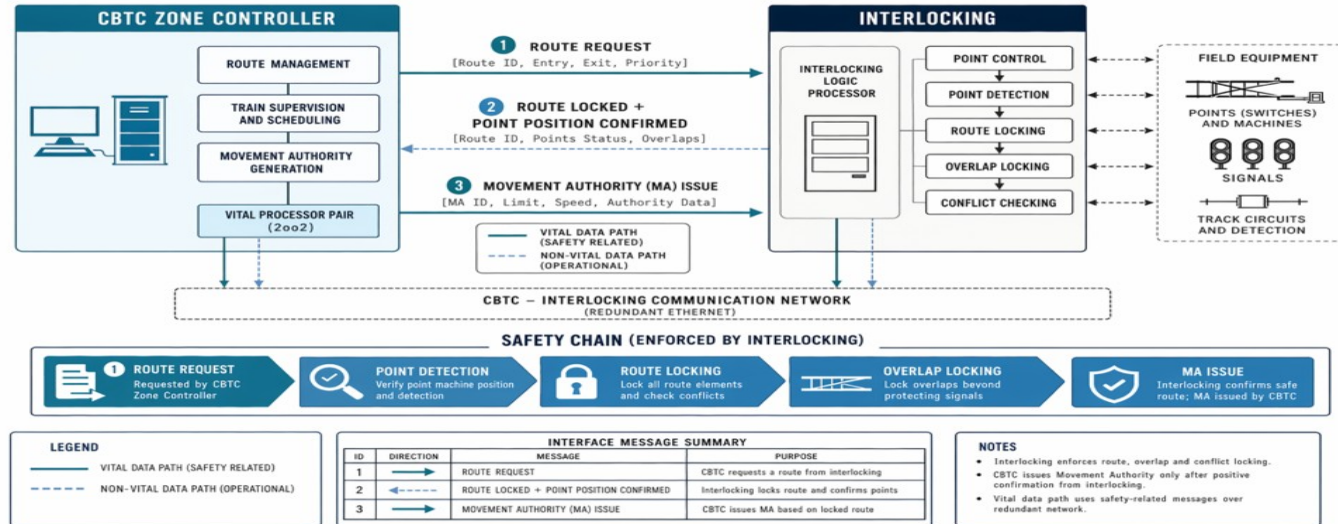 CBTC ZONE CONTROLLER
ROUTE MANAGEMENT
TRAIN SUPERVISION
AND SCHEDULING
MOVEMENT AUTHORITY
GENERATION
VITAL PROCESSOR PAIR
(2oo2)
1 ROUTE REQUEST
[Route ID, Entry, Exit, Priority]
2 ROUTE LOCKED +
POINT POSITION CONFIRMED
[Route ID, Points Status, Overlaps]
3 MOVEMENT AUTHORITY (MA) ISSUE
[MA ID, Limit, Speed, Authority Data]
VITAL DATA PATH
(SAFETY RELATED)
NON-VITAL DATA PATH
(OPERATIONAL)
INTERLOCKING
INTERLOCKING
LOGIC
PROCESSOR
POINT CONTROL
POINT DETECTION
ROUTE LOCKING
OVERLAP LOCKING
CONFLICT CHECKING
FIELD EQUIPMENT
POINTS (SWITCHES)
AND MACHINES
SIGNALS
TRACK CIRCUITS
AND DETECTION
CBTC – INTERLOCKING COMMUNICATION NETWORK
(REDUNDANT ETHERNET)
SAFETY CHAIN (ENFORCED BY INTERLOCKING)
1 ROUTE REQUEST
Requested by CBTC
Zone Controller
POINT DETECTION
Verify point machine position
and detection
ROUTE LOCKING
Lock all route elements
and check conflicts
OVERLAP LOCKING
Lock overlaps beyond
protecting signals
MA ISSUE
Interlocking confirms safe
route; MA issued by CBTC
LEGEND
VITAL DATA PATH (SAFETY RELATED)
NON-VITAL DATA PATH (OPERATIONAL)
INTERFACE MESSAGE SUMMARY
ID DIRECTION MESSAGE PURPOSE
1 ROUTE REQUEST CBTC requests a route from interlocking
2 ROUTE LOCKED + POINT POSITION CONFIRMED Interlocking locks route and confirms points
3 MOVEMENT AUTHORITY (MA) ISSUE CBTC issues MA based on locked route
NOTES
• Interlocking enforces route, overlap and conflict locking.
• CBTC issues Movement Authority only after positive
confirmation from interlocking.
• Vital data path uses safety-related messages over
redundant network.